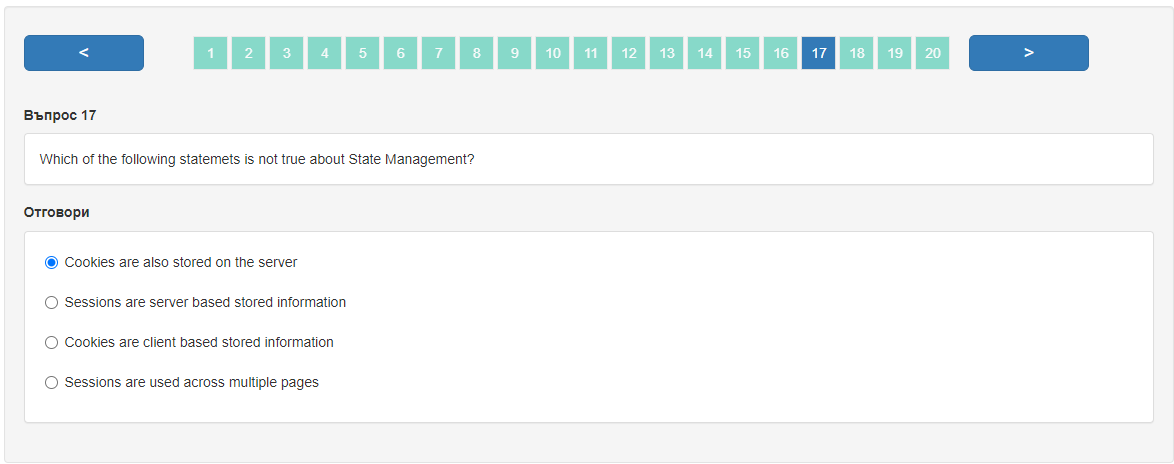 < 1 2 3 4 5 6 7 8 9 10 11 12 13 14 15 16 17 18 19 20 >
Въпрос 17
Which of the following statemets is not true about State Management?
Отговори
Cookies are also stored on the server
Sessions are server based stored information
Cookies are client based stored information
Sessions are used across multiple pages